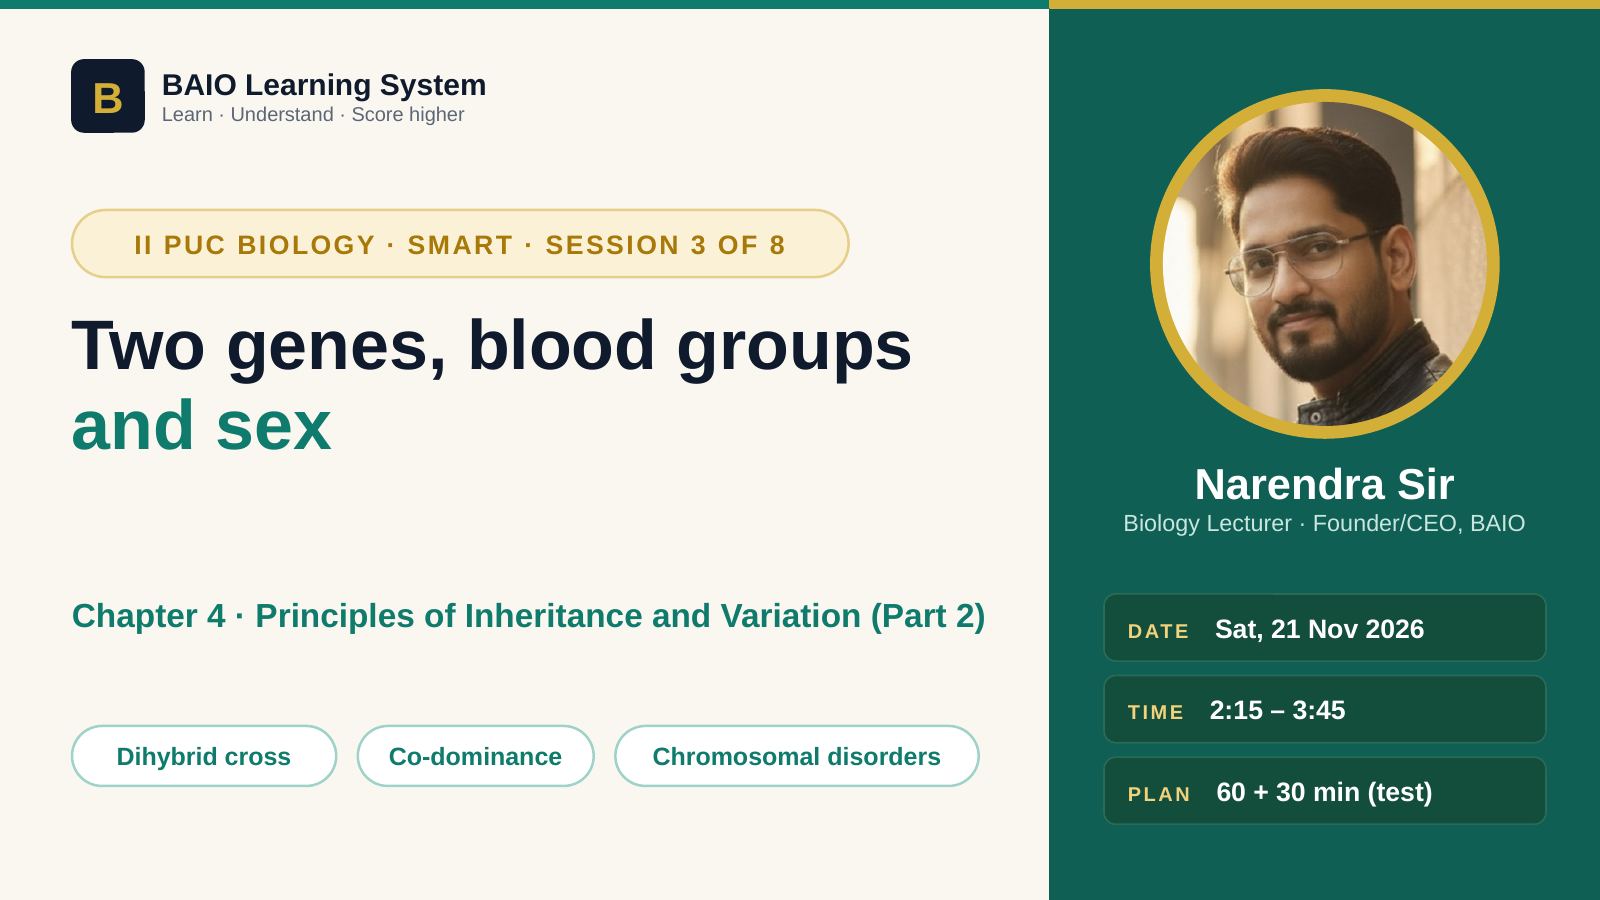 B
BAIO Learning System
Learn · Understand · Score higher
II PUC BIOLOGY · SMART · SESSION 3 OF 8
Two genes, blood groups
and sex
Chapter 4 · Principles of Inheritance and Variation (Part 2)
Dihybrid cross
Co-dominance
Chromosomal disorders
Narendra Sir
Biology Lecturer · Founder/CEO, BAIO
DATE Sat, 21 Nov 2026
TIME 2:15 – 3:45
PLAN 60 + 30 min (test)